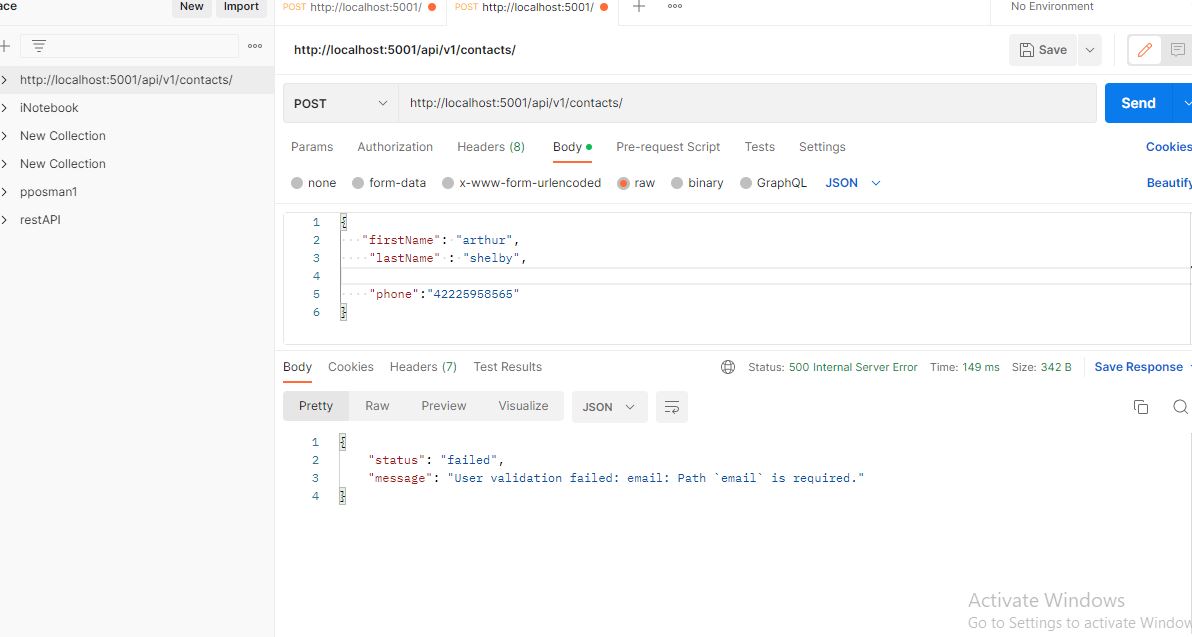 ace New Import POST http://localhost:5001/ POST http://localhost:5001/ No Environment
http://localhost:5001/api/v1/contacts/ Save
http://localhost:5001/api/v1/contacts/
iNotebook
New Collection
New Collection
pposman1
restAPI
POST http://localhost:5001/api/v1/contacts/ Send
Params Authorization Headers (8) Body Pre-request Script Tests Settings Cookies
none form-data x-www-form-urlencoded raw binary GraphQL JSON Beautify
1 {
2 "firstName": "arthur",
3 "lastName" : "shelby",
4
5 "phone":"42225958565"
6 }
Body Cookies Headers (7) Test Results Status: 500 Internal Server Error Time: 149 ms Size: 342 B Save Response
Pretty Raw Preview Visualize JSON
1 {
2 "status": "failed",
3 "message": "User validation failed: email: Path `email` is required."
4 }
Activate Windows
Go to Settings to activate Window